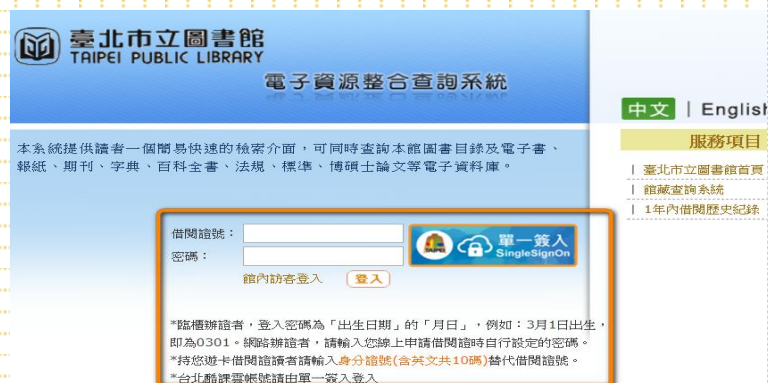 臺北市立圖書館
TAIPEI PUBLIC LIBRARY
電子資源整合查詢系統
中文 | English
本系統提供讀者一個簡易快速的檢索介面，可同時查詢本館圖書目錄及電子書、
報紙、期刊、字典、百科全書、法規、標準、博碩士論文等電子資料庫。
服務項目
| 臺北市立圖書館首頁
| 館藏查詢系統
| 1年內借閱歷史紀錄
借閱證號：
密碼：
TAIPEI
單一簽入
SingleSignOn
館內訪客登入 登入
*臨櫃辦證者，登入密碼為「出生日期」的「月日」，例如：3月1日出生，
即為0301。網路辦證者，請輸入您線上申請借閱證時自行設定的密碼。
*持悠遊卡借閱證讀者請輸入身分證號(含英文共10碼)替代借閱證號。
*台北酷課雲帳號請由單一簽入登入